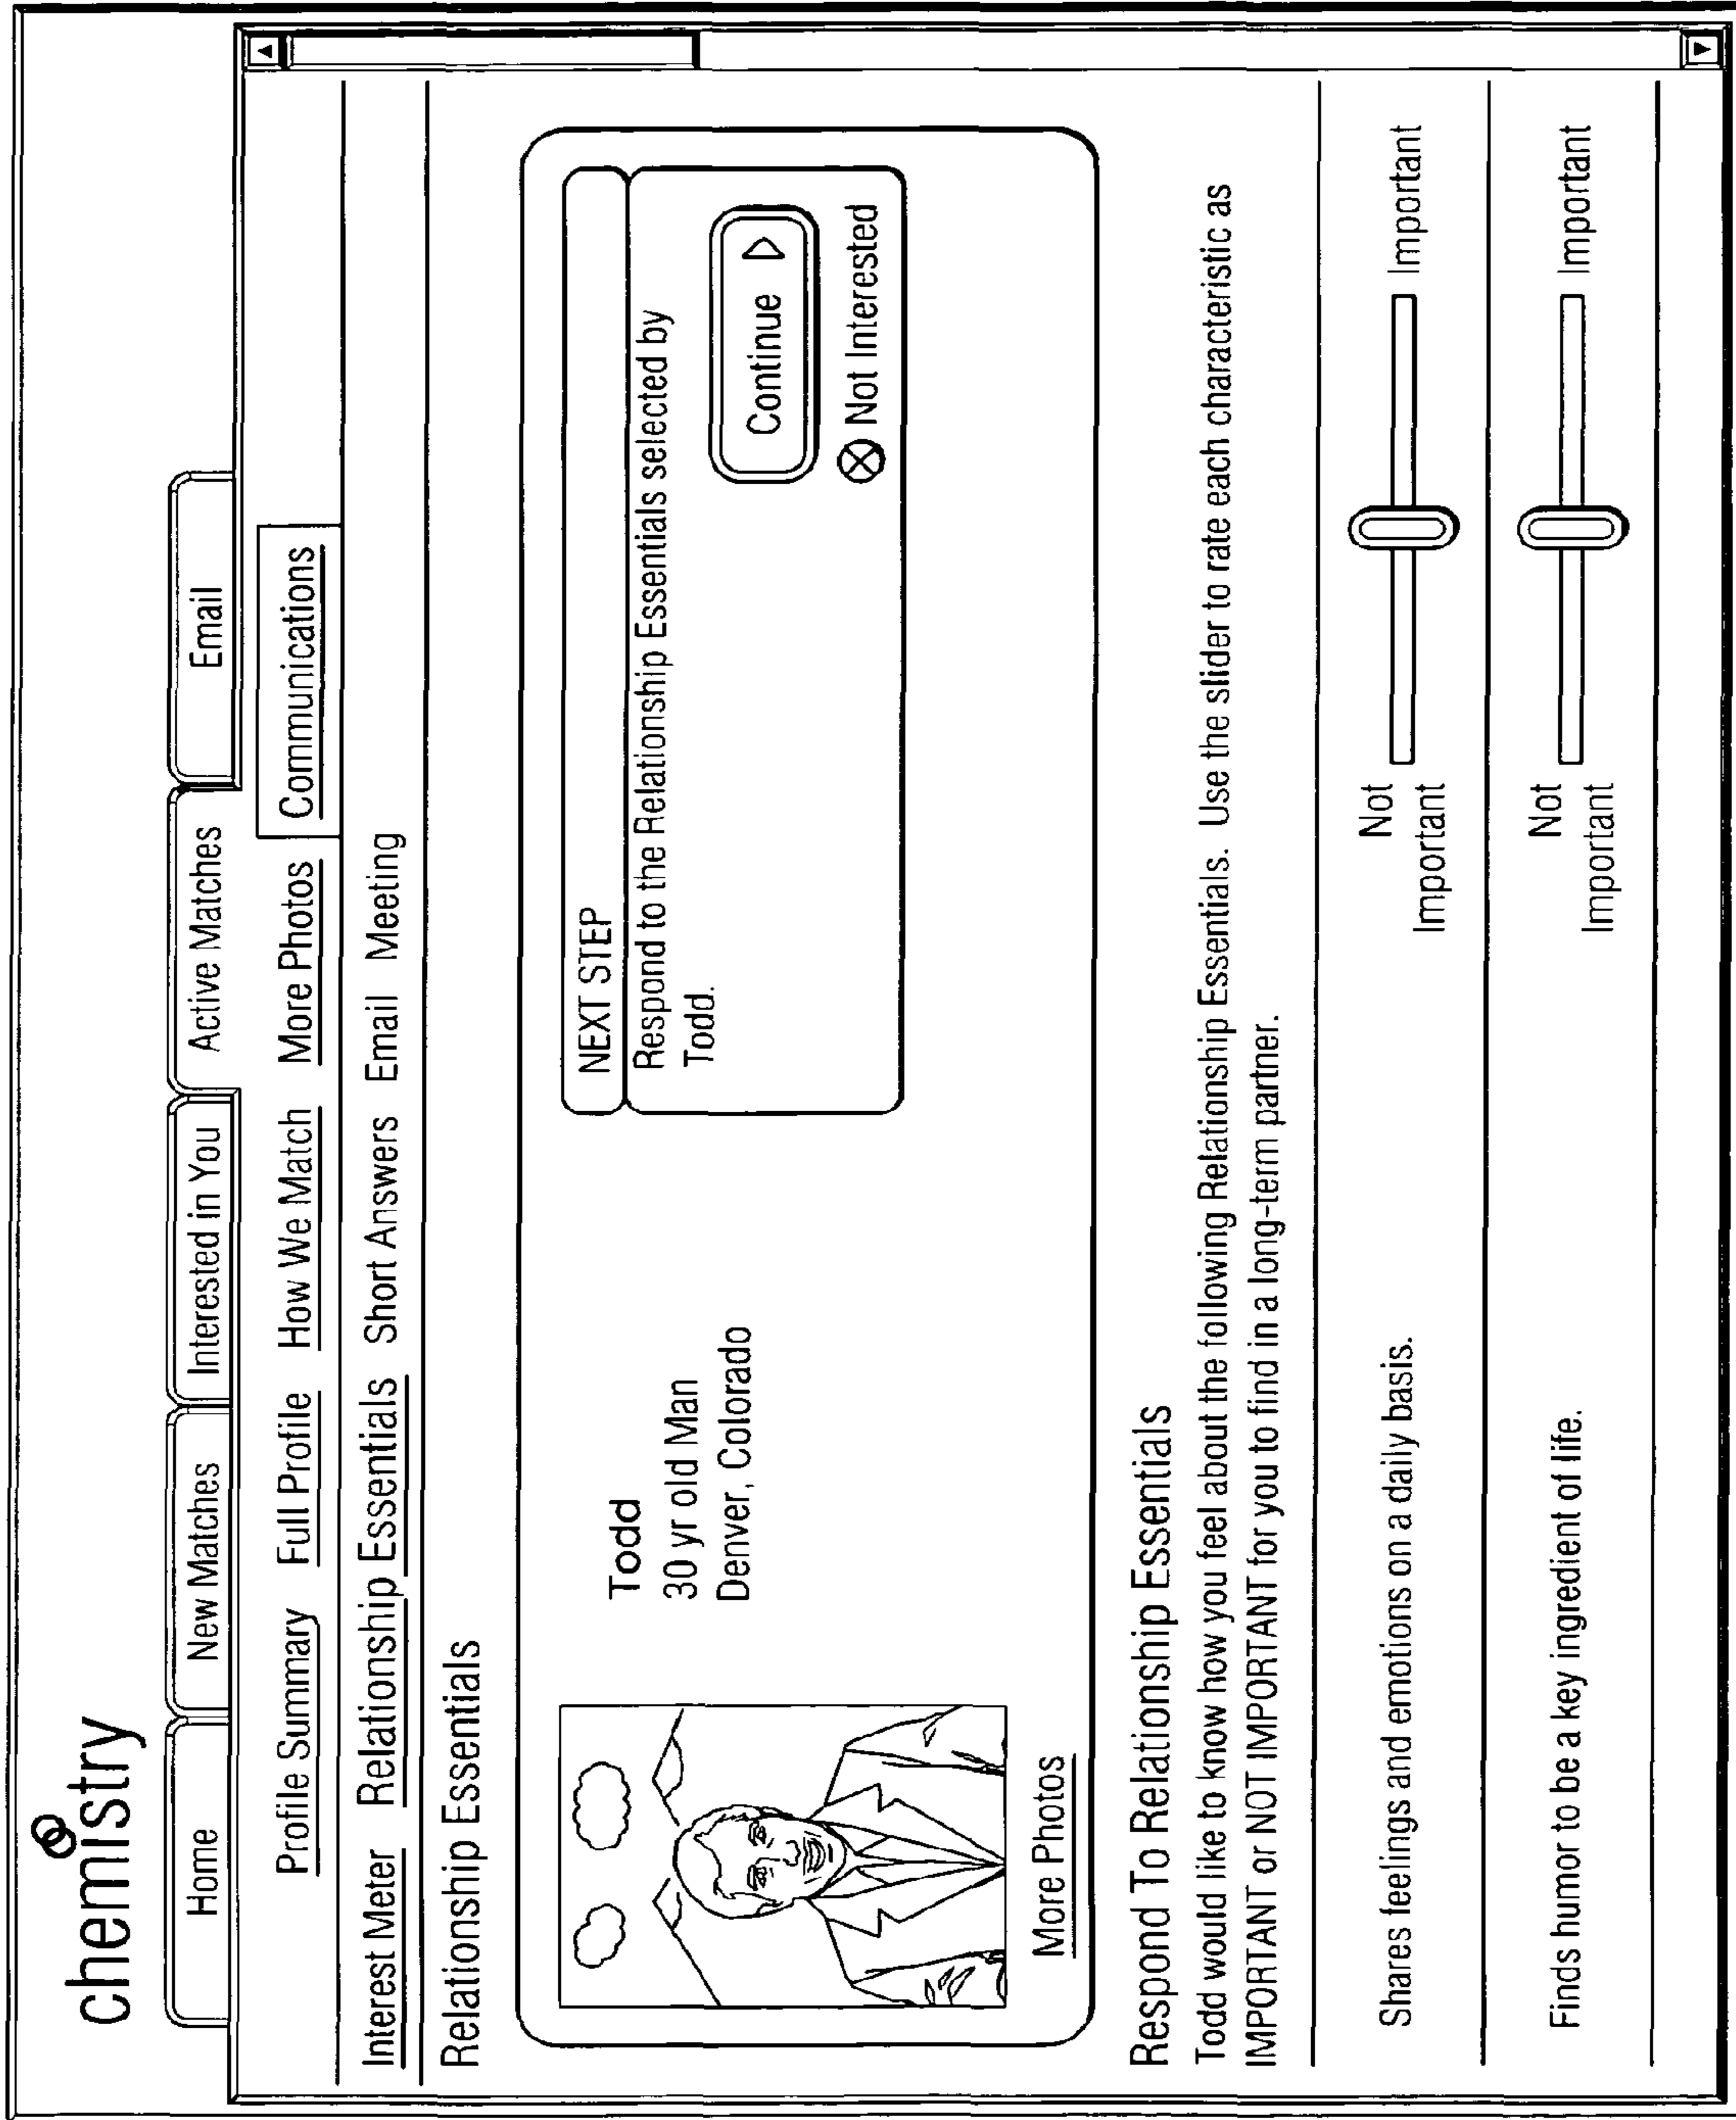 chemistry
Home New Matches Interested in You Active Matches Email
Profile Summary Full Profile How We Match More Photos Communications
Interest Meter Relationship Essentials Short Answers Email Meeting
Relationship Essentials
Todd
30 yr old Man
Denver, Colorado
More Photos
NEXT STEP
Respond to the Relationship Essentials selected by
Todd.
Continue
Not Interested
Respond To Relationship Essentials
Todd would like to know how you feel about the following Relationship Essentials. Use the slider to rate each characteristic as
IMPORTANT or NOT IMPORTANT for you to find in a long-term partner.
Shares feelings and emotions on a daily basis.
Not
Important
Important
Finds humor to be a key ingredient of life.
Not
Important
Important